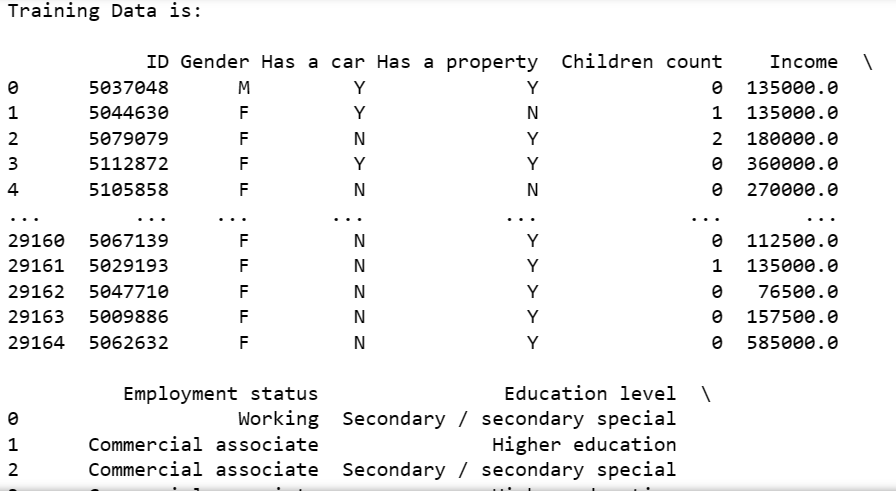 Training Data is:
ID Gender Has a car Has a property Children count Income \
0 5037048 M Y Y 0 135000.0
1 5044630 F Y N 1 135000.0
2 5079079 F N Y 2 180000.0
3 5112872 F Y Y 0 360000.0
4 5105858 F N N 0 270000.0
... ... ... ... ... ... ...
29160 5067139 F N Y 0 112500.0
29161 5029193 F N Y 1 135000.0
29162 5047710 F N Y 0 76500.0
29163 5009886 F N Y 0 157500.0
29164 5062632 F N Y 0 585000.0
Employment status Education level \
0 Working Secondary / secondary special
1 Commercial associate Higher education
2 Commercial associate Secondary / secondary special